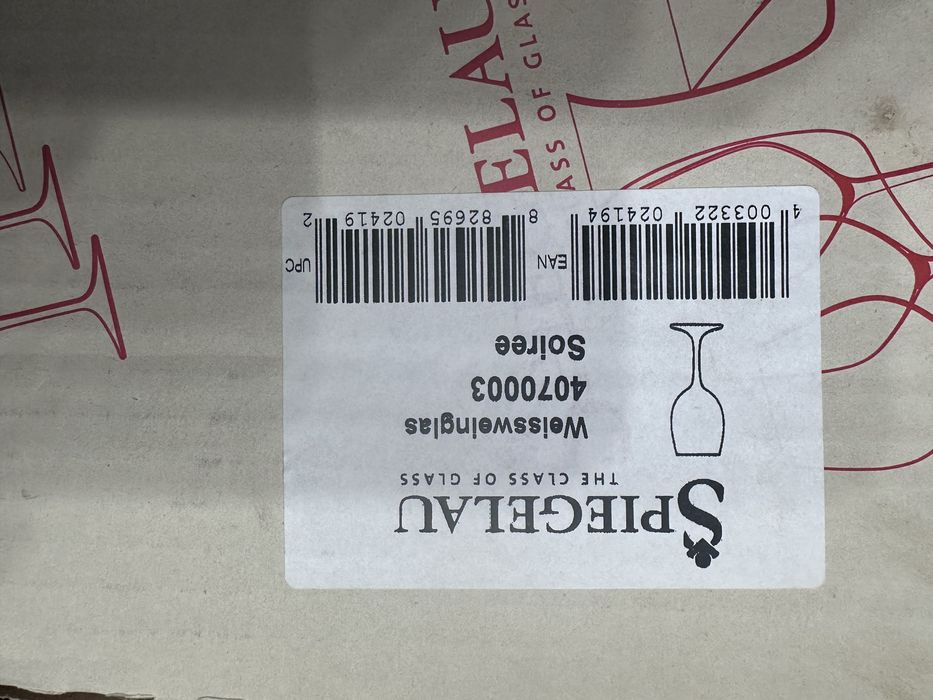 SPIEGELAU
THE CLASS OF GLASS
Weissweinglas
4070003
Soiree
EAN UPC
4 003322 024194 8 82695 02419 2
ELAU
ASS OF GLAS